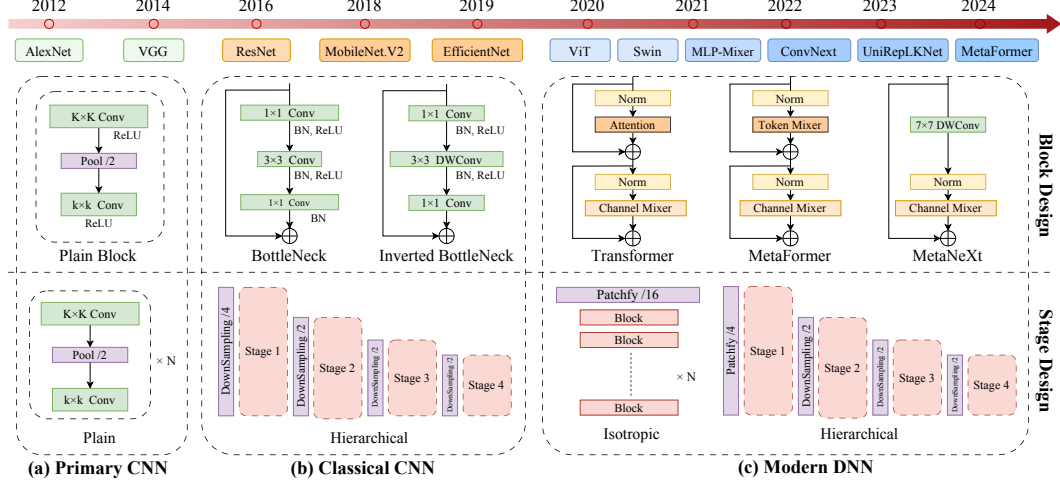 2012 2014 2016 2018 2019 2020 2021 2022 2023 2024
AlexNet VGG ResNet MobileNet.V2 EfficientNet ViT Swin MLP-Mixer ConvNext UniRepLKNet MetaFormer
K×K Conv
ReLU
Pool /2
k×k Conv
ReLU
Plain Block
1×1 Conv
BN, ReLU
3×3 Conv
BN, ReLU
1×1 Conv
BN
BottleNeck
1×1 Conv
BN, ReLU
3×3 DWConv
BN, ReLU
1×1 Conv
Inverted BottleNeck
Norm
Attention
Norm
Channel Mixer
Transformer
Norm
Token Mixer
Norm
Channel Mixer
MetaFormer
7×7 DWConv
Norm
Channel Mixer
MetaNeXt
Block Design
K×K Conv
Pool /2
k×k Conv
× N
Plain
DownSampling /4
Stage 1
DownSampling /2
Stage 2
DownSampling /2
Stage 3
DownSampling /2
Stage 4
Hierarchical
Patchfy /16
Block
Block
Block
× N
Isotropic
Patchfy /4
Stage 1
DownSampling /2
Stage 2
DownSampling /2
Stage 3
DownSampling /2
Stage 4
Hierarchical
Stage Design
(a) Primary CNN
(b) Classical CNN
(c) Modern DNN